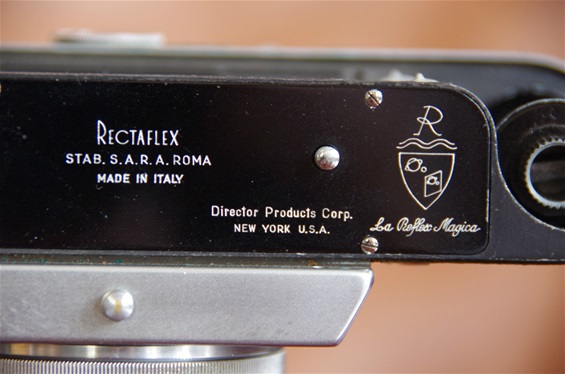 RECTAFLEX
STAB. S.A.R.A. ROMA
MADE IN ITALY
Director Products Corp.
NEW YORK U.S.A.
R
La Reflex Magica